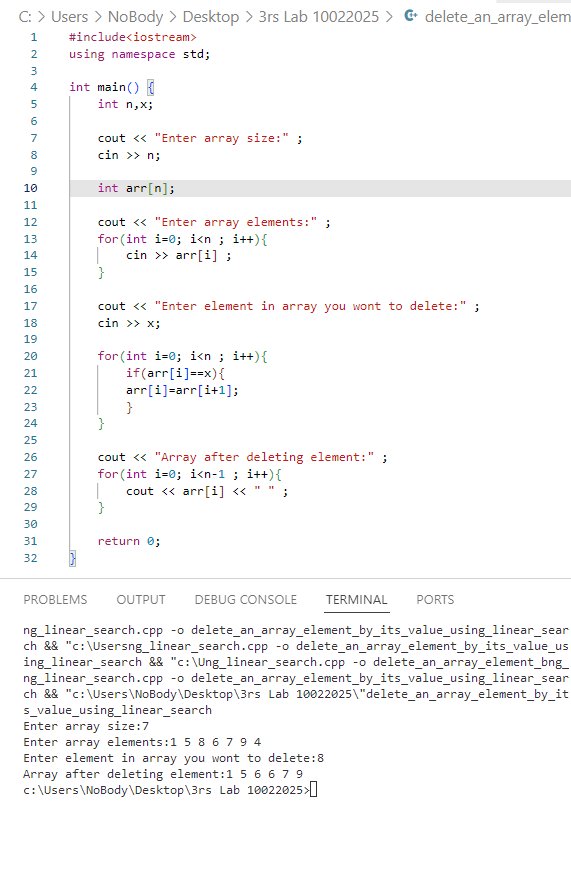 C: > Users > NoBody > Desktop > 3rs Lab 10022025 > C+ delete_an_array_elem
1 #include<iostream>
2 using namespace std;
3
4 int main() {
5 int n,x;
6
7 cout << "Enter array size:" ;
8 cin >> n;
9
10 int arr[n];
11
12 cout << "Enter array elements:" ;
13 for(int i=0; i<n ; i++){
14 cin >> arr[i] ;
15 }
16
17 cout << "Enter element in array you wont to delete:" ;
18 cin >> x;
19
20 for(int i=0; i<n ; i++){
21 if(arr[i]==x){
22 arr[i]=arr[i+1];
23 }
24 }
25
26 cout << "Array after deleting element:" ;
27 for(int i=0; i<n-1 ; i++){
28 cout << arr[i] << " " ;
29 }
30
31 return 0;
32 }
PROBLEMS OUTPUT DEBUG CONSOLE TERMINAL PORTS
ng_linear_search.cpp -o delete_an_array_element_by_its_value_using_linear_sear
ch && "c:\Usersng_linear_search.cpp -o delete_an_array_element_by_its_value_us
ing_linear_search && "c:\Ung_linear_search.cpp -o delete_an_array_element_bng_
ng_linear_search.cpp -o delete_an_array_element_by_its_value_using_linear_sear
ch && "c:\Users\NoBody\Desktop\3rs Lab 10022025\"delete_an_array_element_by_it
s_value_using_linear_search
Enter array size:7
Enter array elements:1 5 8 6 7 9 4
Enter element in array you wont to delete:8
Array after deleting element:1 5 6 6 7 9
c:\Users\NoBody\Desktop\3rs Lab 10022025>